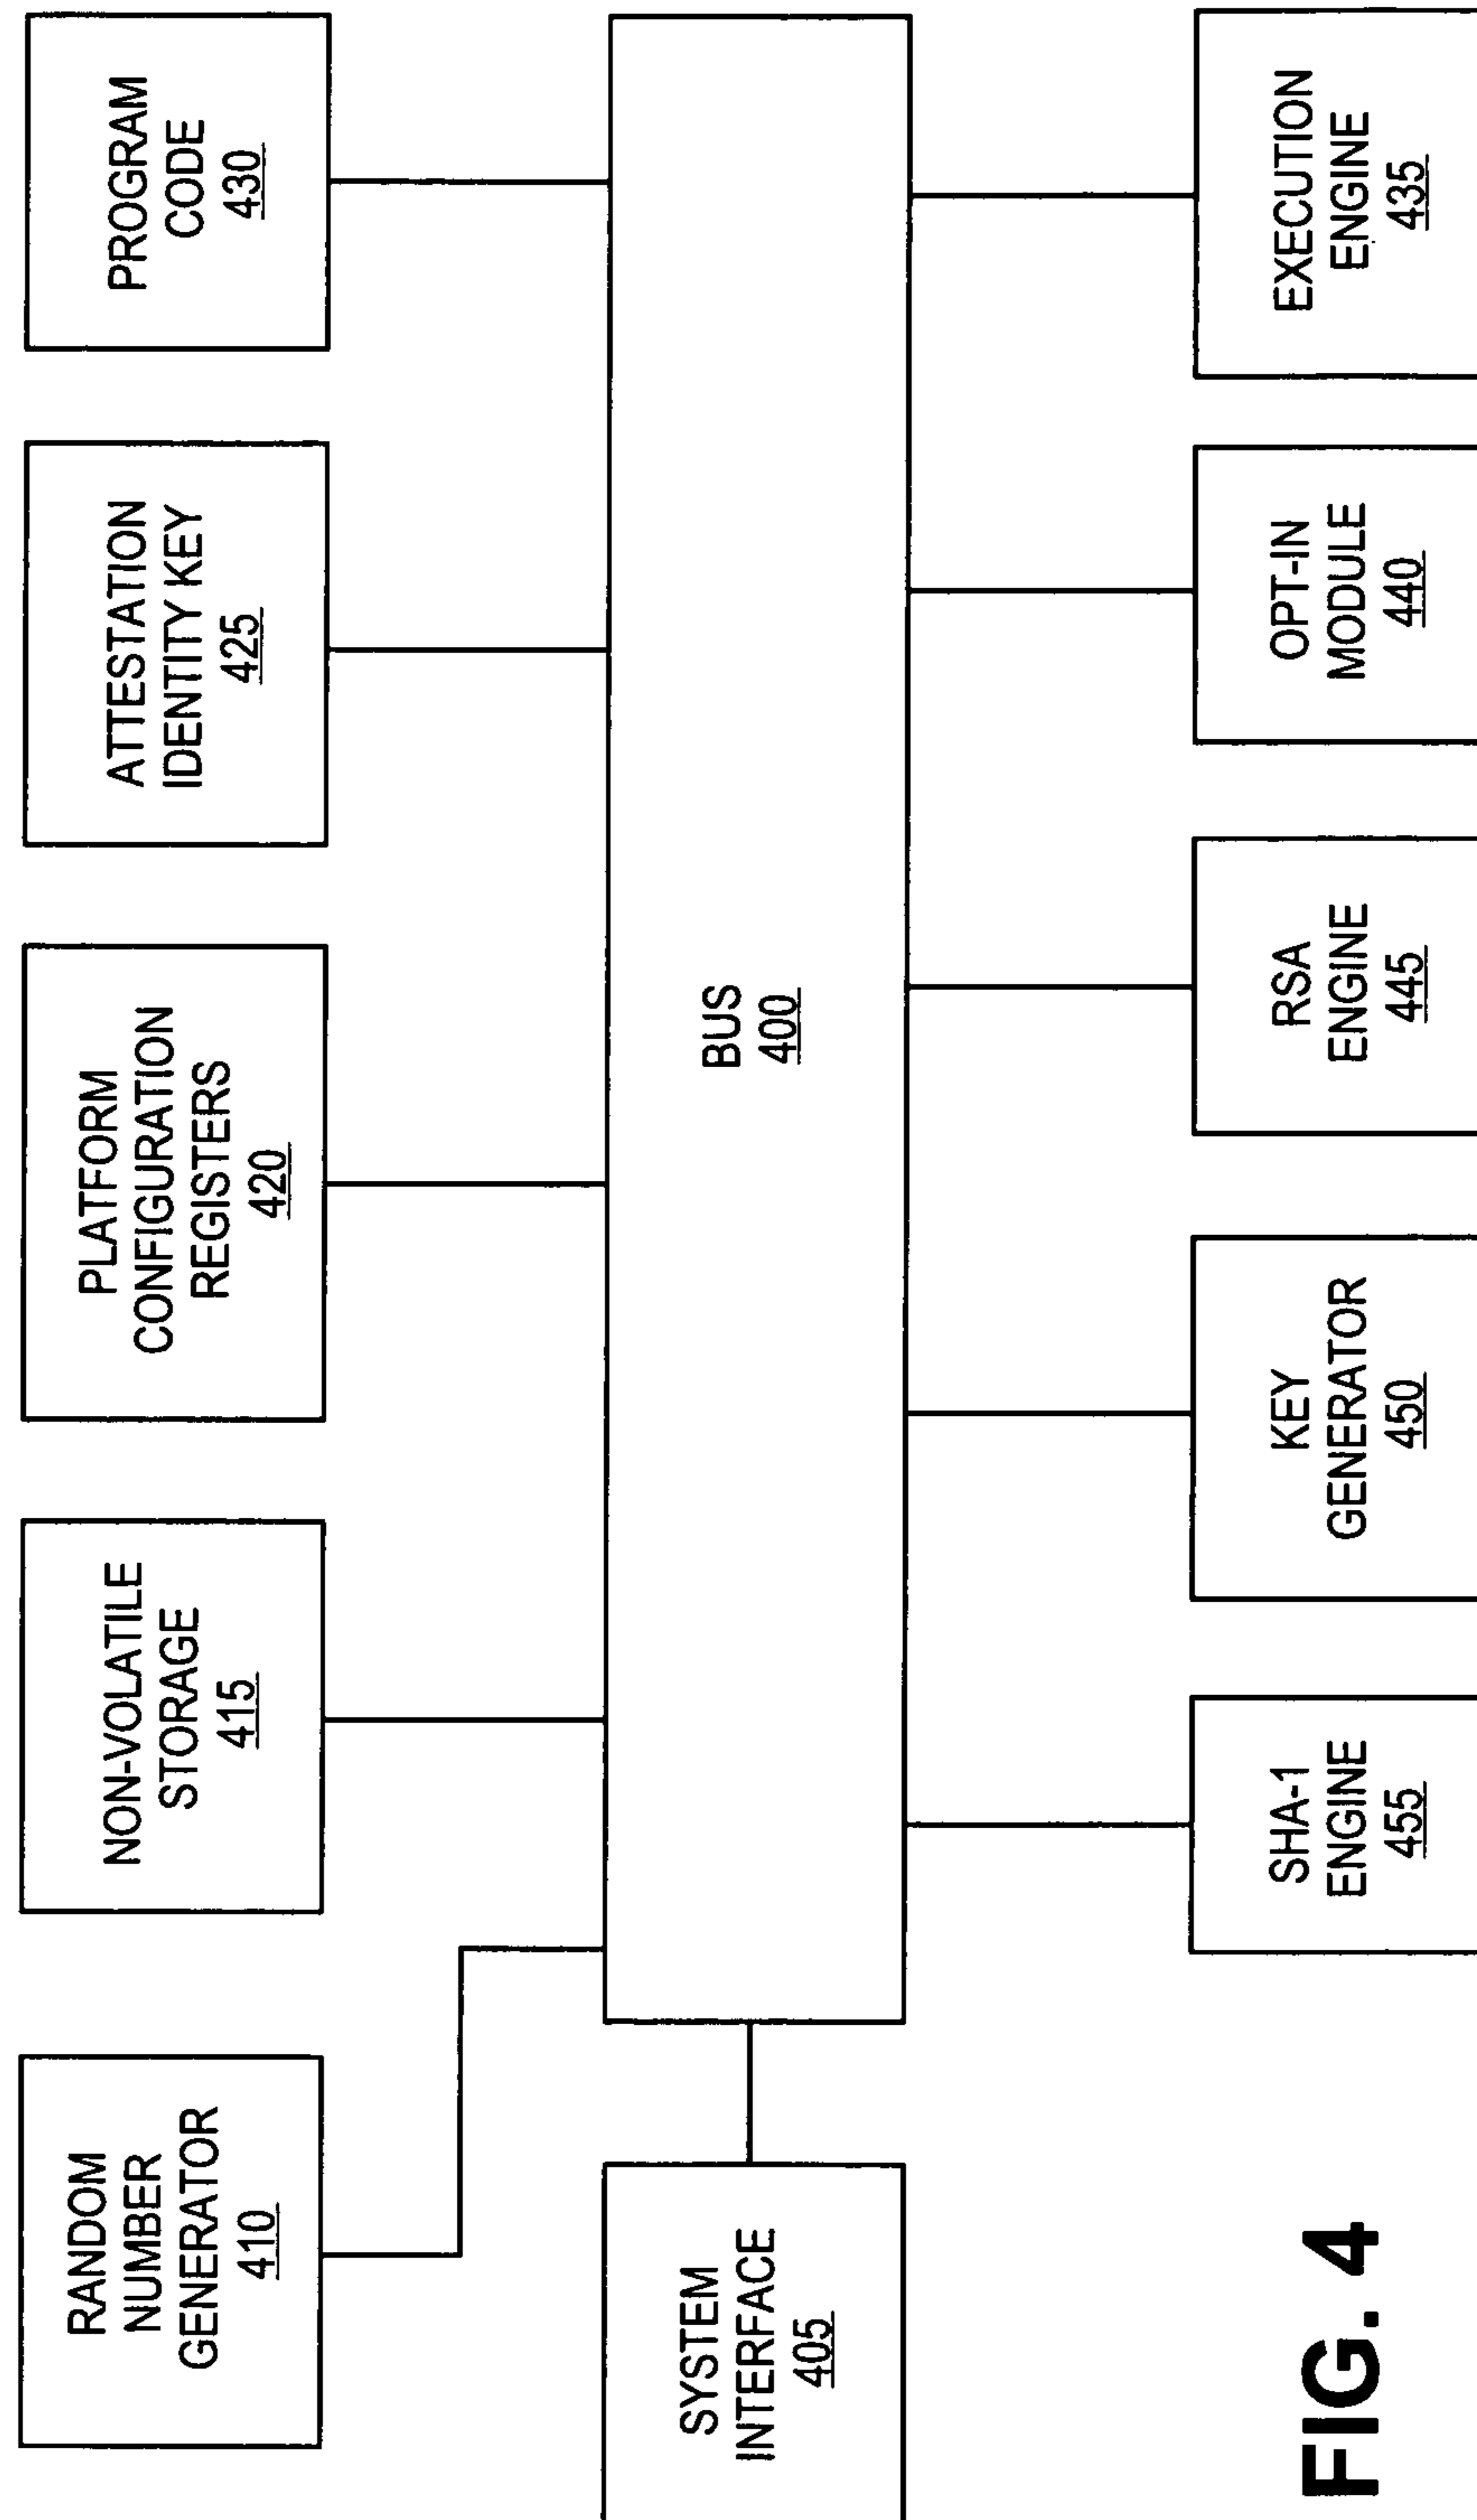 RANDOM
NUMBER
GENERATOR
410
NON-VOLATILE
STORAGE
415
PLATFORM
CONFIGURATION
REGISTERS
420
ATTESTATION
IDENTITY KEY
425
PROGRAM
CODE
430
SYSTEM
INTERFACE
405
BUS
400
SHA-1
ENGINE
455
KEY
GENERATOR
450
RSA
ENGINE
445
OPT-IN
MODULE
440
EXECUTION
ENGINE
435
FIG. 4